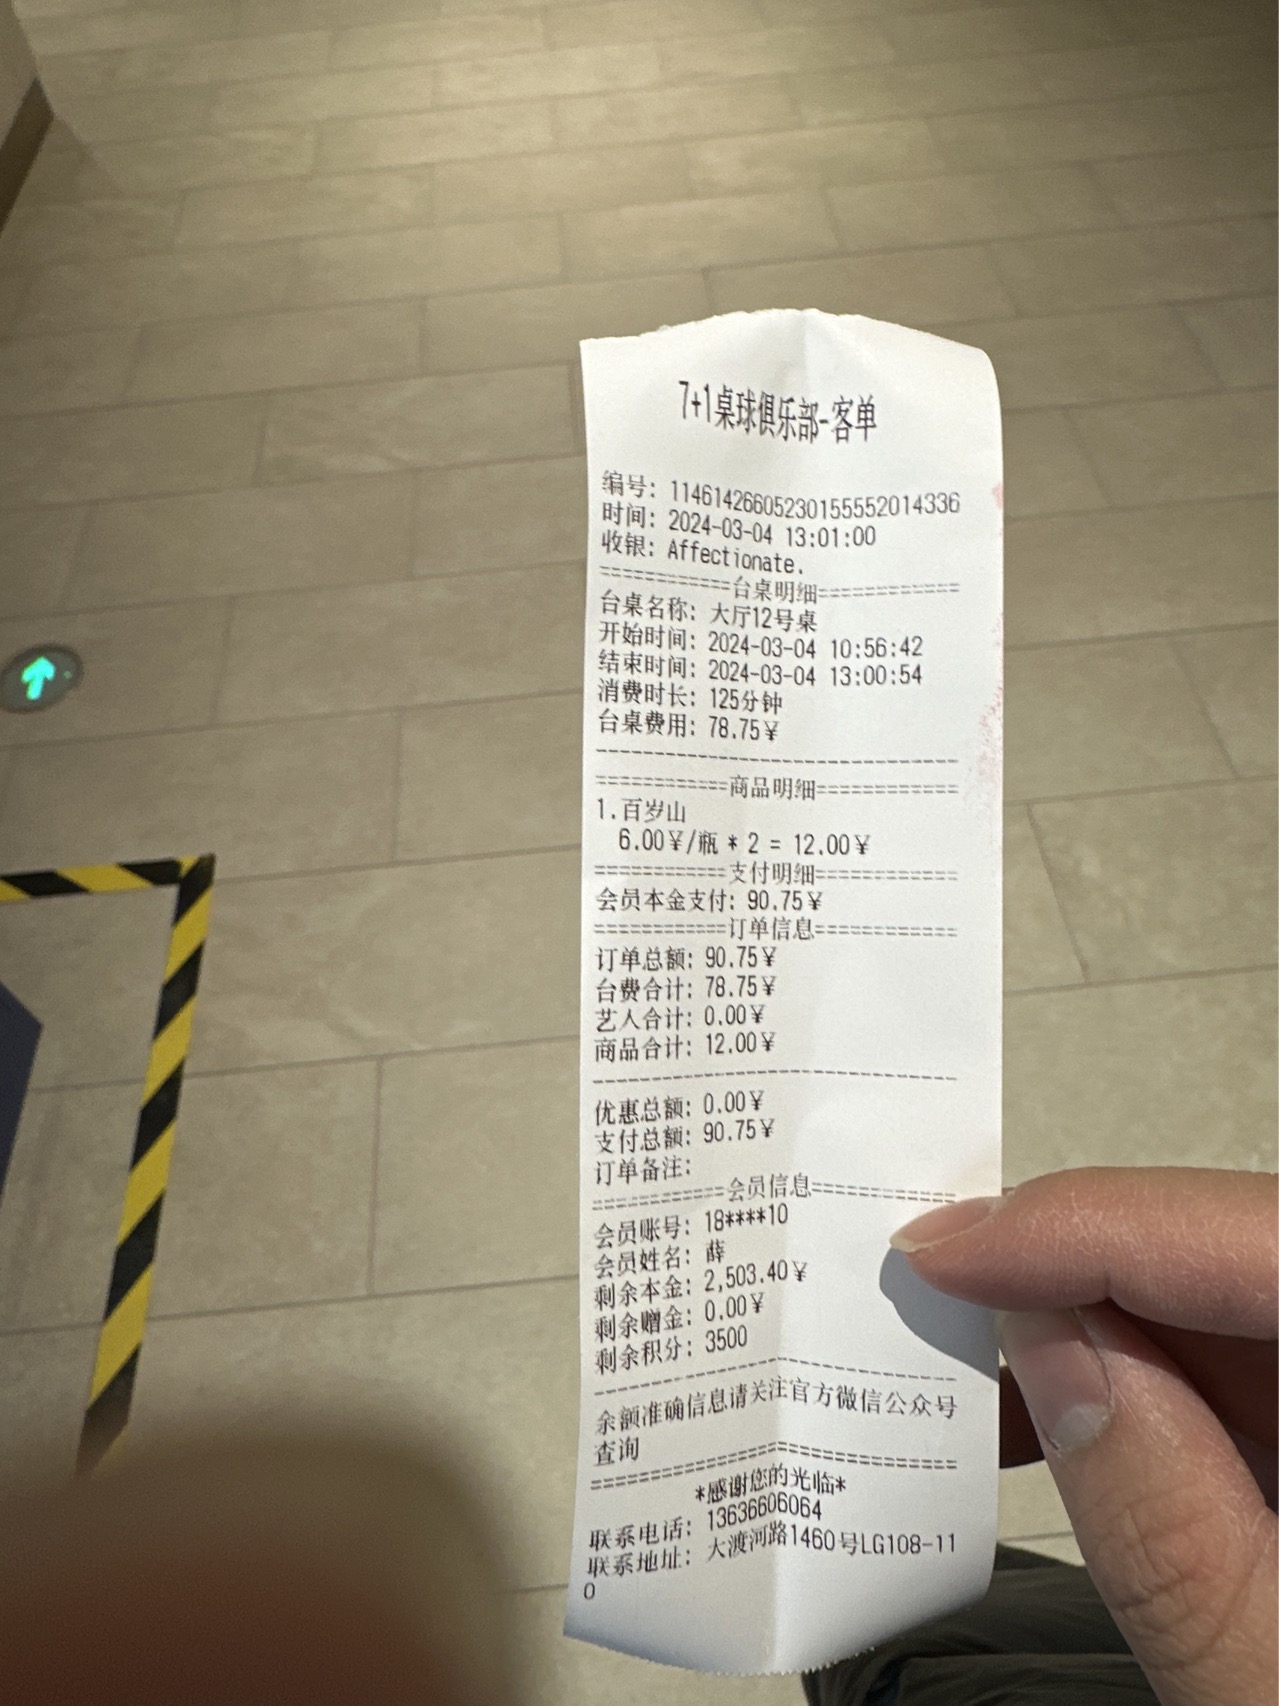 7+1桌球俱乐部-客单
编号: 11461426605230155552014336
时间: 2024-03-04 13:01:00
收银: Affectionate.
===========台桌明细============
台桌名称: 大厅12号桌
开始时间: 2024-03-04 10:56:42
结束时间: 2024-03-04 13:00:54
消费时长: 125分钟
台桌费用: 78.75¥
--------------------------------
===========商品明细============
1.百岁山
6.00¥/瓶 * 2 = 12.00¥
===========支付明细============
会员本金支付: 90.75¥
===========订单信息============
订单总额: 90.75¥
台费合计: 78.75¥
艺人合计: 0.00¥
商品合计: 12.00¥
--------------------------------
优惠总额: 0.00¥
支付总额: 90.75¥
订单备注:
===========会员信息============
会员账号: 18****10
会员姓名: 薛
剩余本金: 2,503.40¥
剩余赠金: 0.00¥
剩余积分: 3500
--------------------------------
余额准确信息请关注官方微信公众号
查询
================================
*感谢您的光临*
联系电话: 13636606064
联系地址: 大渡河路1460号LG108-11
0